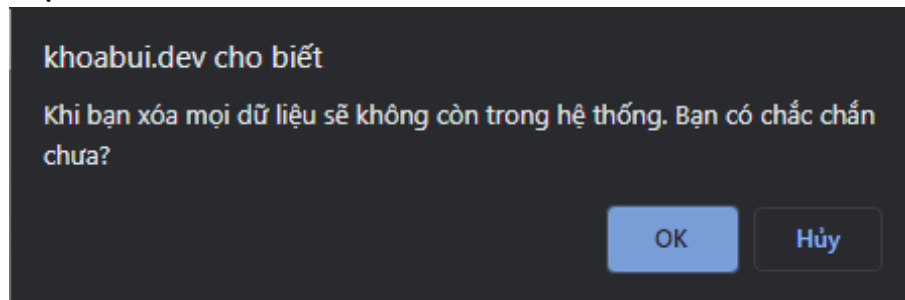 khoabui.dev cho biết
Khi bạn xóa mọi dữ liệu sẽ không còn trong hệ thống. Bạn có chắc chắn
chưa?
OK
Hủy